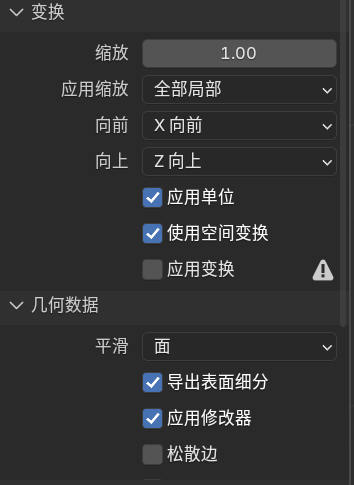 变换
缩放 1.00
应用缩放 全部局部
向前 X 向前
向上 Z 向上
应用单位
使用空间变换
应用变换
几何数据
平滑 面
导出表面细分
应用修改器
松散边